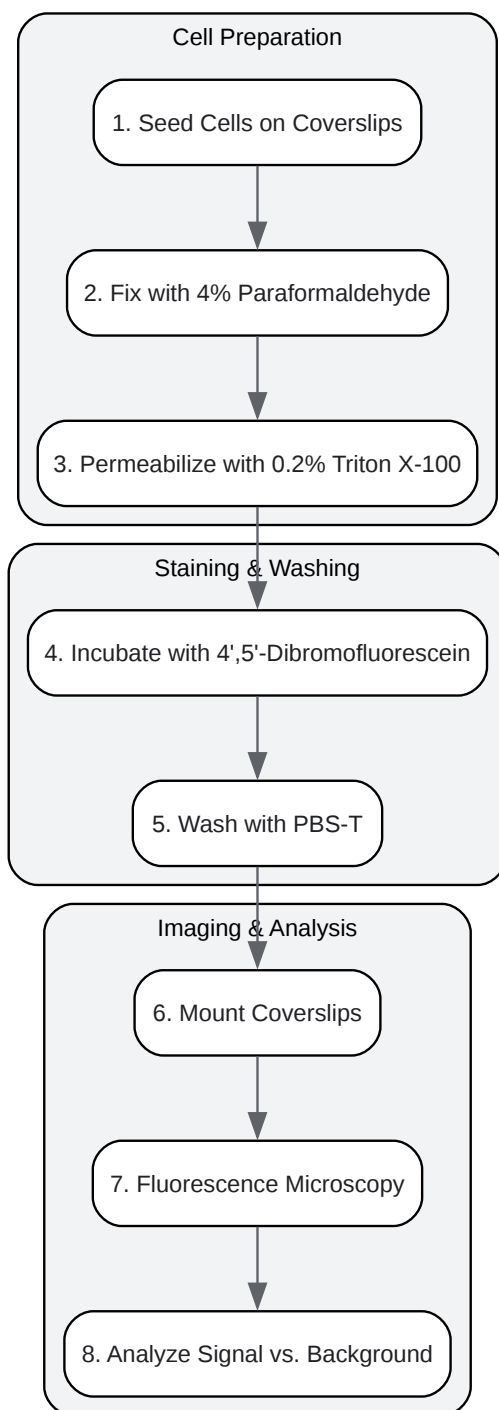 Cell Preparation
1. Seed Cells on Coverslips
2. Fix with 4% Paraformaldehyde
3. Permeabilize with 0.2% Triton X-100
Staining & Washing
4. Incubate with 4',5'-Dibromofluorescein
5. Wash with PBS-T
Imaging & Analysis
6. Mount Coverslips
7. Fluorescence Microscopy
8. Analyze Signal vs. Background